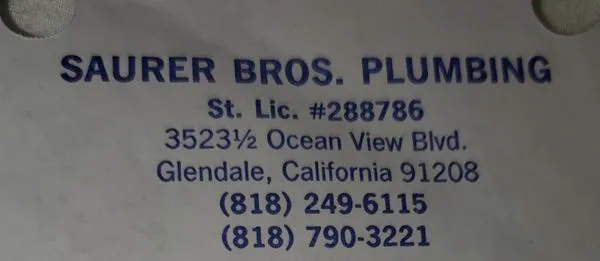 SAURER BROS. PLUMBING
St. Lic. #288786
3523½ Ocean View Blvd.
Glendale, California 91208
(818) 249-6115
(818) 790-3221